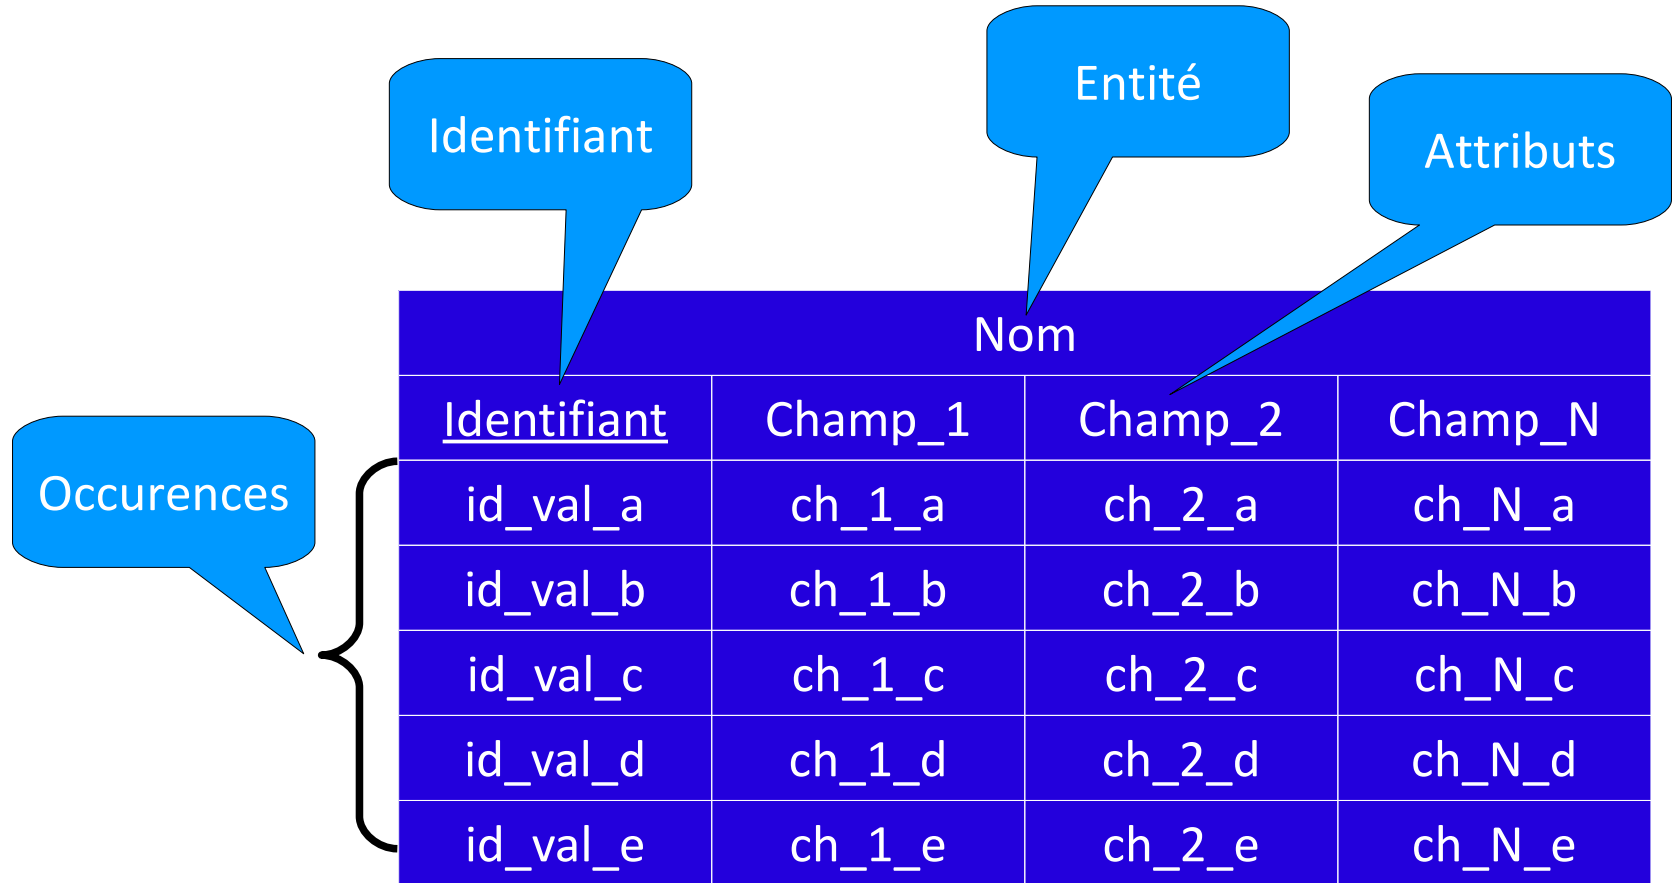 Entité
Identifiant
Attributs
Nom
Identifiant Champ_1 Champ_2 Champ_N
Occurences
id_val_a ch_1_a ch_2_a ch_N_a
id_val_b ch_1_b ch_2_b ch_N_b
id_val_c ch_1_c ch_2_c ch_N_c
id_val_d ch_1_d ch_2_d ch_N_d
id_val_e ch_1_e ch_2_e ch_N_e